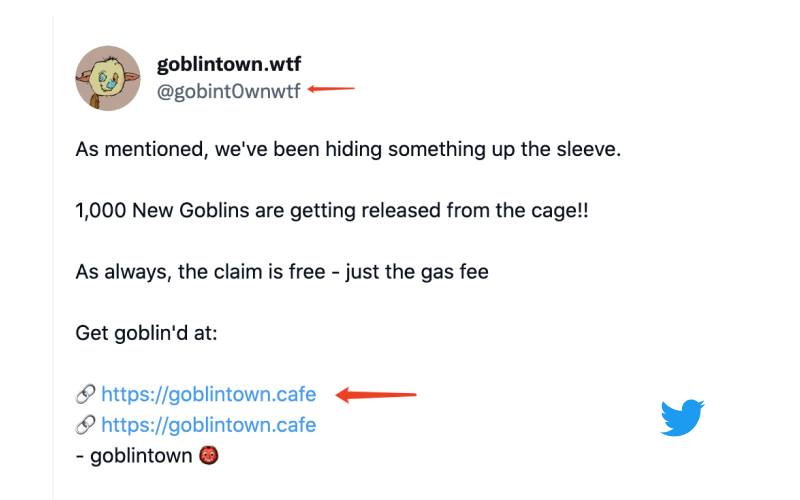 goblintown.wtf
@gobint0wnwtf
As mentioned, we've been hiding something up the sleeve.
1,000 New Goblins are getting released from the cage!!
As always, the claim is free - just the gas fee
Get goblin'd at:
🔗 https://goblintown.cafe
🔗 https://goblintown.cafe
- goblintown 👹